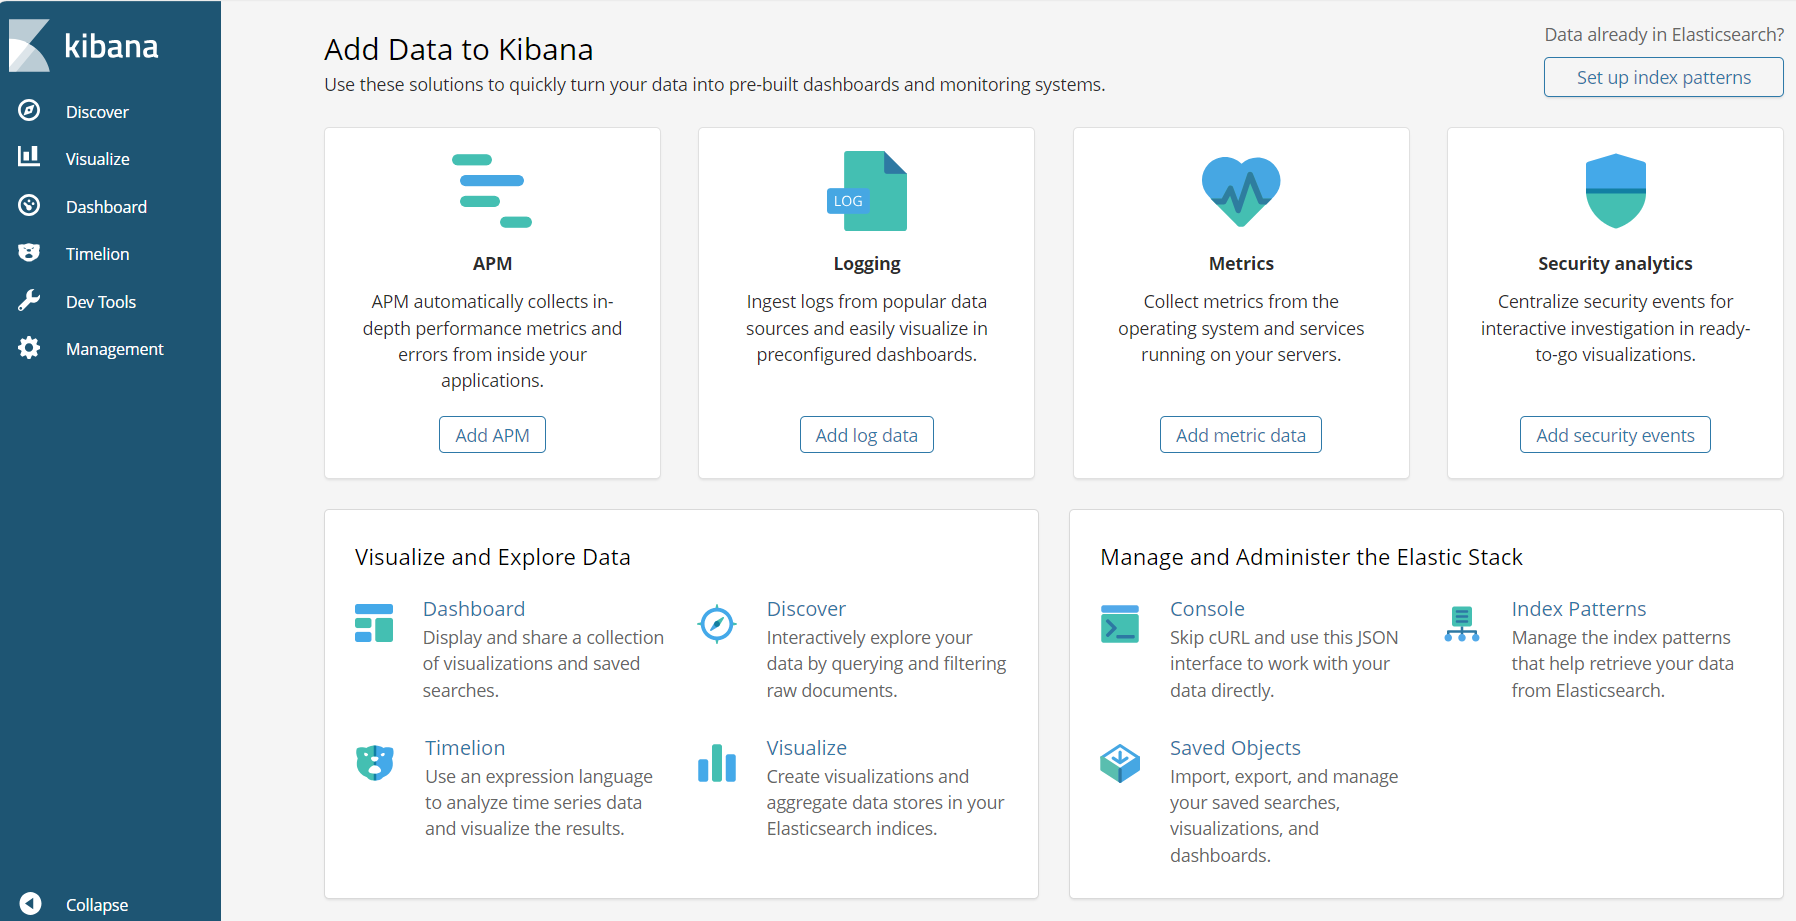 kibana
Discover
Visualize
Dashboard
Timelion
Dev Tools
Management
Collapse
Add Data to Kibana
Use these solutions to quickly turn your data into pre-built dashboards and monitoring systems.
Data already in Elasticsearch?
Set up index patterns
APM
APM automatically collects in-
depth performance metrics and
errors from inside your
applications.
Add APM
LOG
Logging
Ingest logs from popular data
sources and easily visualize in
preconfigured dashboards.
Add log data
Metrics
Collect metrics from the
operating system and services
running on your servers.
Add metric data
Security analytics
Centralize security events for
interactive investigation in ready-
to-go visualizations.
Add security events
Visualize and Explore Data
Dashboard
Display and share a collection
of visualizations and saved
searches.
Discover
Interactively explore your
data by querying and filtering
raw documents.
Timelion
Use an expression language
to analyze time series data
and visualize the results.
Visualize
Create visualizations and
aggregate data stores in your
Elasticsearch indices.
Manage and Administer the Elastic Stack
Console
Skip cURL and use this JSON
interface to work with your
data directly.
Index Patterns
Manage the index patterns
that help retrieve your data
from Elasticsearch.
Saved Objects
Import, export, and manage
your saved searches,
visualizations, and
dashboards.